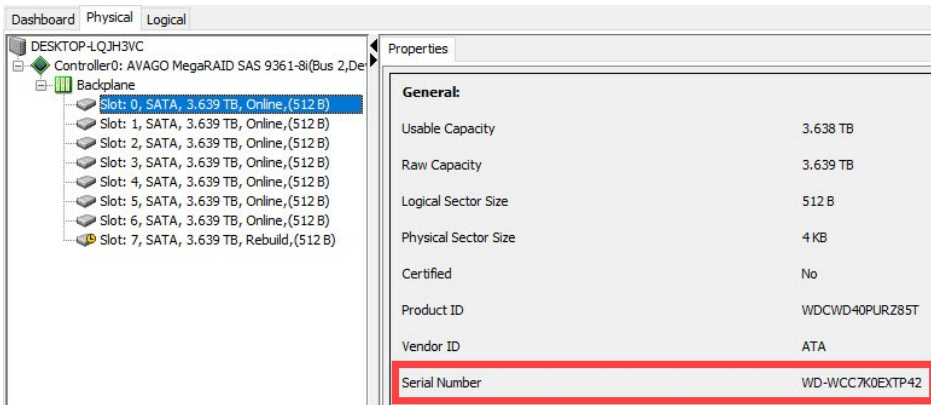 Dashboard Physical Logical
DESKTOP-LQJH3VC
Controller0: AVAGO MegaRAID SAS 9361-8i(Bus 2,De
Backplane
Slot: 0, SATA, 3.639 TB, Online,(512 B)
Slot: 1, SATA, 3.639 TB, Online,(512 B)
Slot: 2, SATA, 3.639 TB, Online,(512 B)
Slot: 3, SATA, 3.639 TB, Online,(512 B)
Slot: 4, SATA, 3.639 TB, Online,(512 B)
Slot: 5, SATA, 3.639 TB, Online,(512 B)
Slot: 6, SATA, 3.639 TB, Online,(512 B)
Slot: 7, SATA, 3.639 TB, Rebuild,(512 B)
Properties
General:
Usable Capacity 3.638 TB
Raw Capacity 3.639 TB
Logical Sector Size 512 B
Physical Sector Size 4 KB
Certified No
Product ID WDCWD40PURZ85T
Vendor ID ATA
Serial Number WD-WCC7K0EXTP42